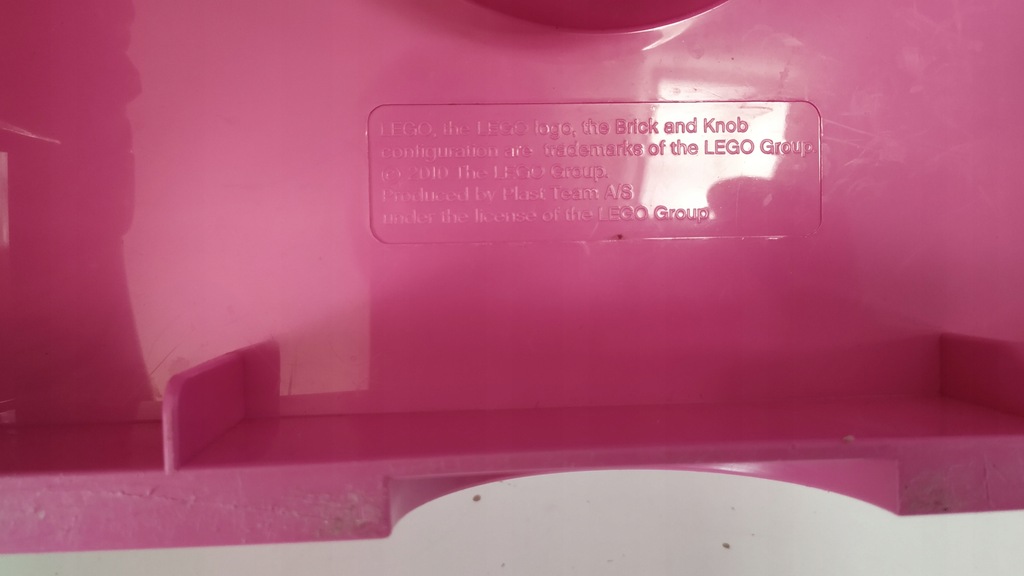 LEGO, the LEGO logo, the Brick and Knob
configuration are trademarks of the LEGO Group.
© 2010 The LEGO Group.
Produced by Plast Team A/S
under the license of the LEGO Group